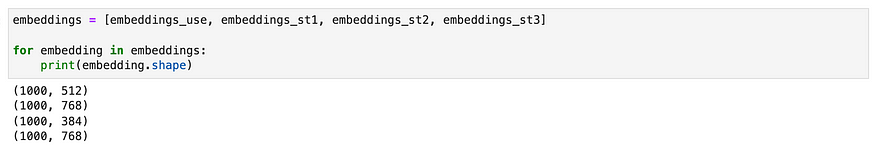 embeddings = [embeddings_use, embeddings_st1, embeddings_st2, embeddings_st3]
for embedding in embeddings:
    print(embedding.shape)
(1000, 512)
(1000, 768)
(1000, 384)
(1000, 768)